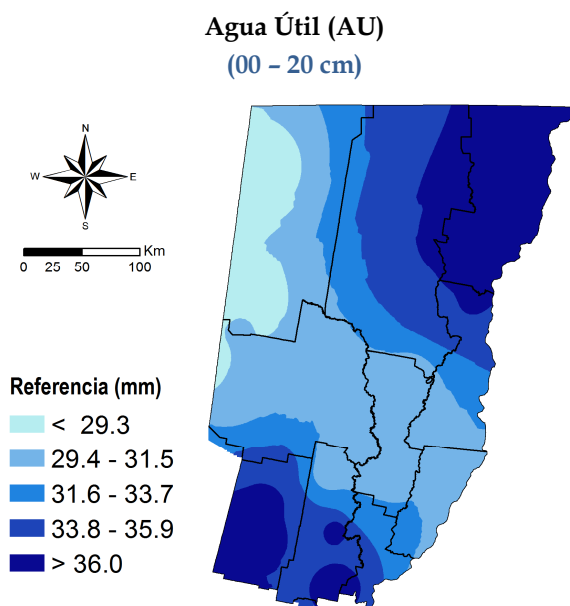 Agua Útil (AU)
(00 – 20 cm)
N
W
E
S
Km
0 25 50 100
Referencia (mm)
< 29.3
29.4 - 31.5
31.6 - 33.7
33.8 - 35.9
> 36.0